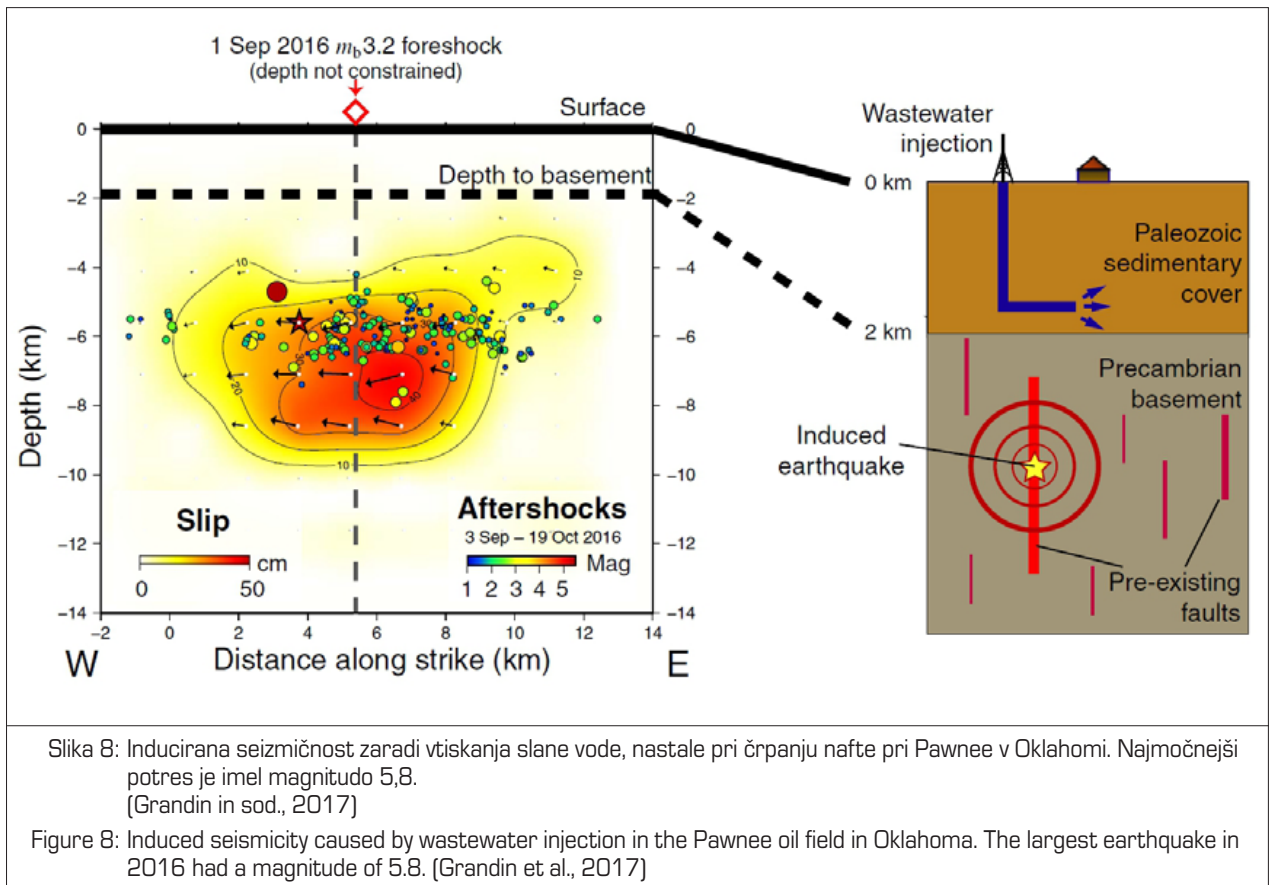 1 Sep 2016 mb3.2 foreshock
(depth not constrained)
Surface
Depth to basement
0
−2
−4
−6
−8
−10
−12
−14
Depth (km)
0
−2
−4
−6
−8
−10
−12
−14
10
10
20
30
30
40
10
Slip
cm
0 50
Aftershocks
3 Sep – 19 Oct 2016
Mag
1 2 3 4 5
−2 0 2 4 6 8 10 12 14
W Distance along strike (km) E
Wastewater
injection
0 km
Paleozoic
sedimentary
cover
2 km
Precambrian
basement
Induced
earthquake
Pre-existing
faults
Slika 8: Inducirana seizmičnost zaradi vtiskanja slane vode, nastale pri črpanju nafte pri Pawnee v Oklahomi. Najmočnejši
potres je imel magnitudo 5,8.
(Grandin in sod., 2017)
Figure 8: Induced seismicity caused by wastewater injection in the Pawnee oil field in Oklahoma. The largest earthquake in
2016 had a magnitude of 5.8. (Grandin et al., 2017)